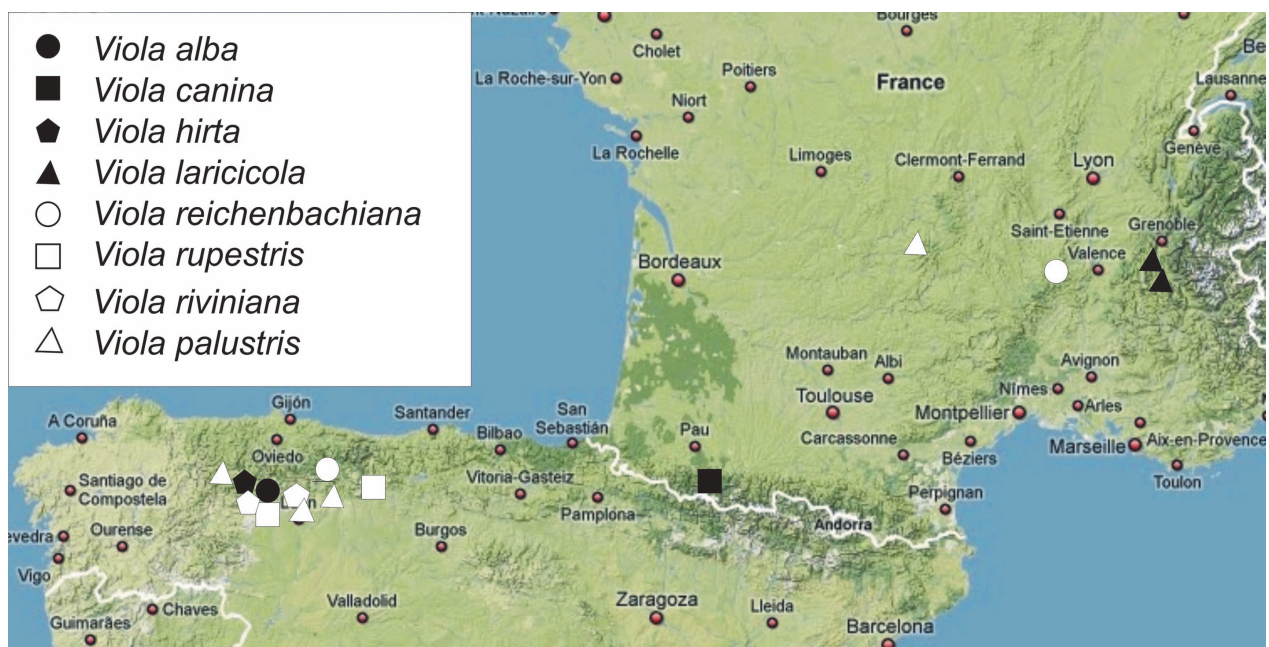 Viola alba
Viola canina
Viola hirta
Viola laricicola
Viola reichenbachiana
Viola rupestris
Viola riviniana
Viola palustris
Bourges
Cholet
La Roche-sur-Yon
Poitiers
France
Niort
Lausanne
La Rochelle
Limoges
Clermont-Ferrand
Lyon
Genève
Saint-Etienne
Grenoble
Valence
Bordeaux
Montauban
Albi
Avignon
Toulouse
Nîmes
Arles
Montpellier
Aix-en-Provence
Marseille
Toulon
Carcassonne
Béziers
Perpignan
Pau
Andorra
A Coruña
Gijón
Oviedo
Santander
Bilbao
San
Sebastián
Santiago de
Compostela
Vitoria-Gasteiz
Pamplona
Burgos
Ourense
evedra
Vigo
Chaves
Guimarães
Valladolid
Zaragoza
Lleida
Barcelona